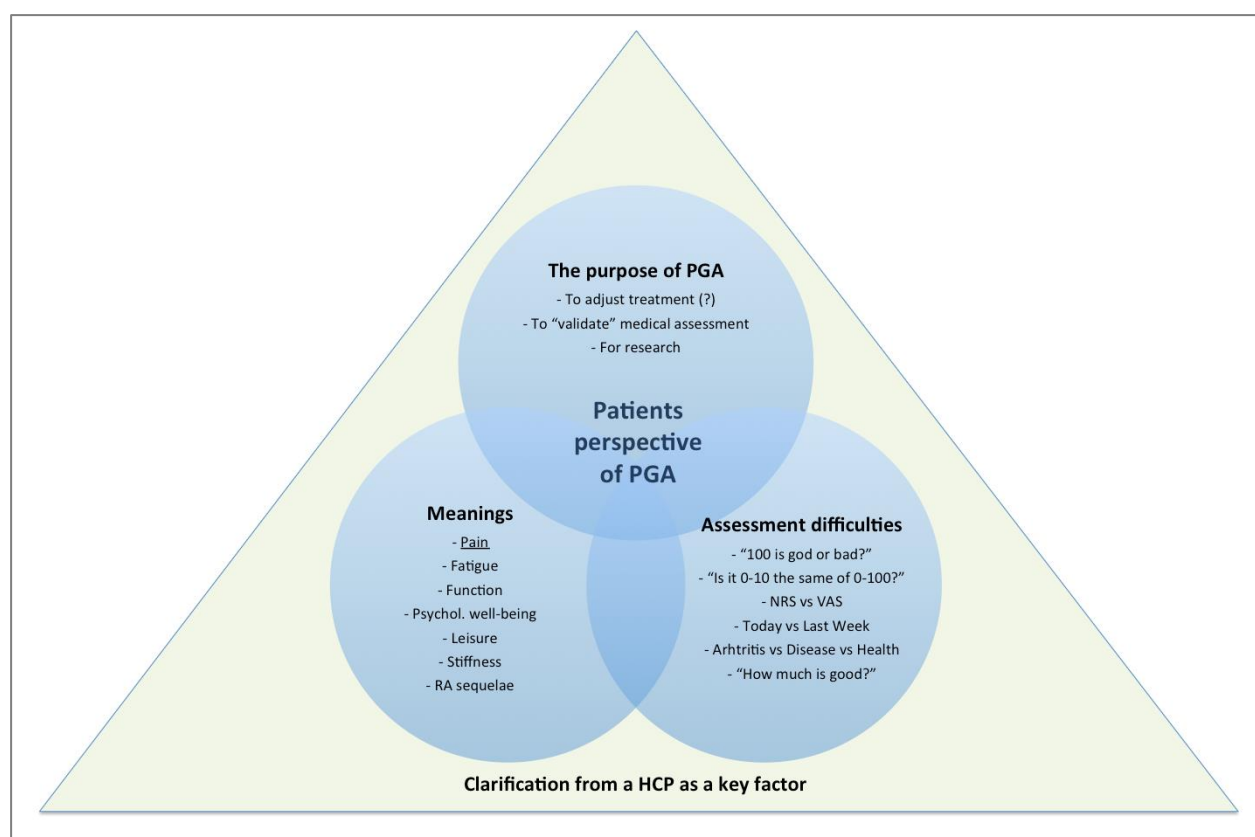 The purpose of PGA
- To adjust treatment (?)
- To “validate” medical assessment
- For research
Patients
perspective
of PGA
Meanings
- Pain
- Fatigue
- Function
- Psychol. well-being
- Leisure
- Stiffness
- RA sequelae
Assessment difficulties
- “100 is god or bad?”
- “Is it 0-10 the same of 0-100?”
- NRS vs VAS
- Today vs Last Week
- Arhtritis vs Disease vs Health
- “How much is good?”
Clarification from a HCP as a key factor